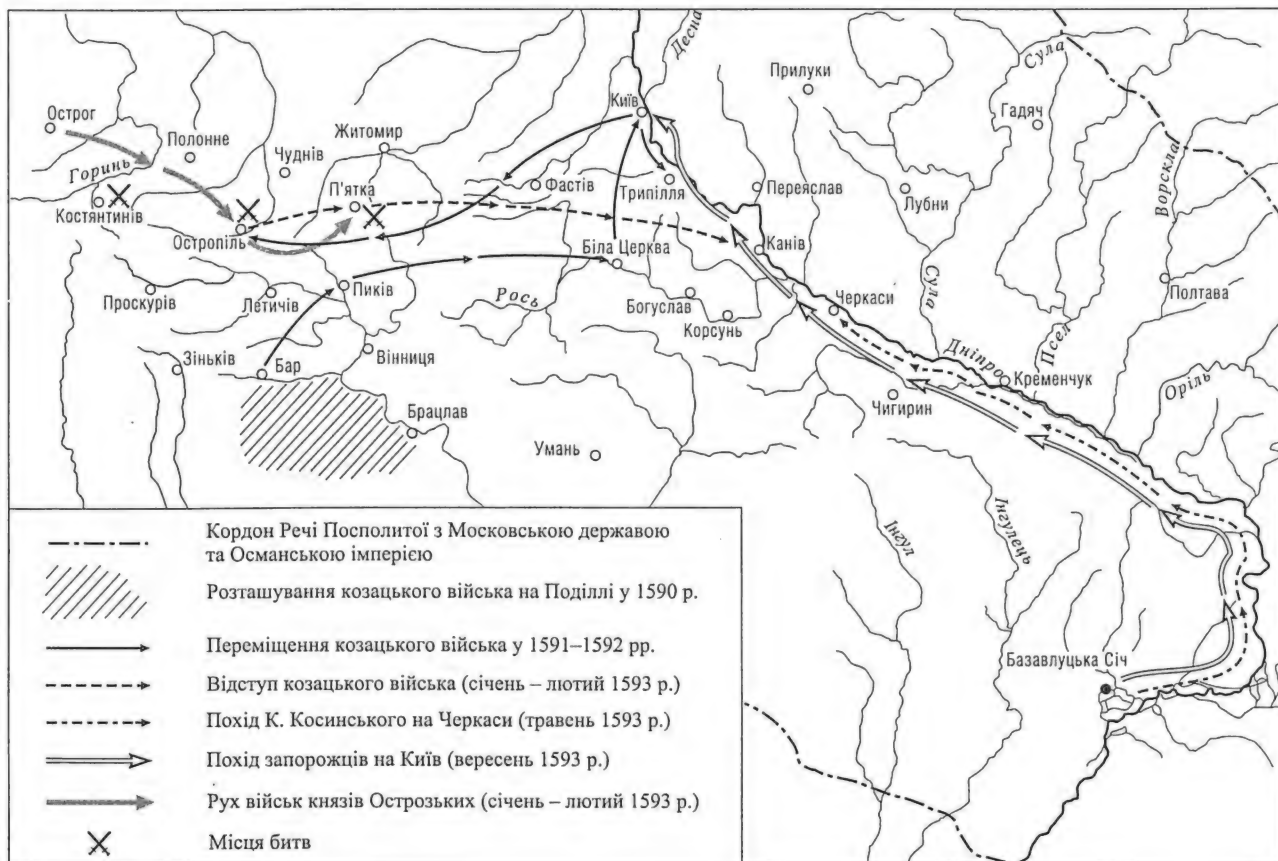 Десна
Сула
Прилуки
Київ
Гадяч
Острог
Полонне
Житомир
Чуднів
Горинь
Ворскла
П'ятка
Фастів
Трипілля
Переяслав
Лубни
Костянтинів
Остропіль
Біла Церква
Канів
Проскурів
Летичів
Пиків
Рось
Богуслав
Черкаси
Сула
Полтава
Корсунь
Зіньків
Бар
Вінниця
Дніпро
Псел
Кременчук
Оріль
Чигирин
Брацлав
Умань
Інгул
Інгулець
Базавлуцька Січ
Кордон Речі Посполитої з Московською державою
та Османською імперією
Розташування козацького війська на Поділлі у 1590 р.
Переміщення козацького війська у 1591–1592 рр.
Відступ козацького війська (січень – лютий 1593 р.)
Похід К. Косинського на Черкаси (травень 1593 р.)
Похід запорожців на Київ (вересень 1593 р.)
Рух військ князів Острозьких (січень – лютий 1593 р.)
Місця битв